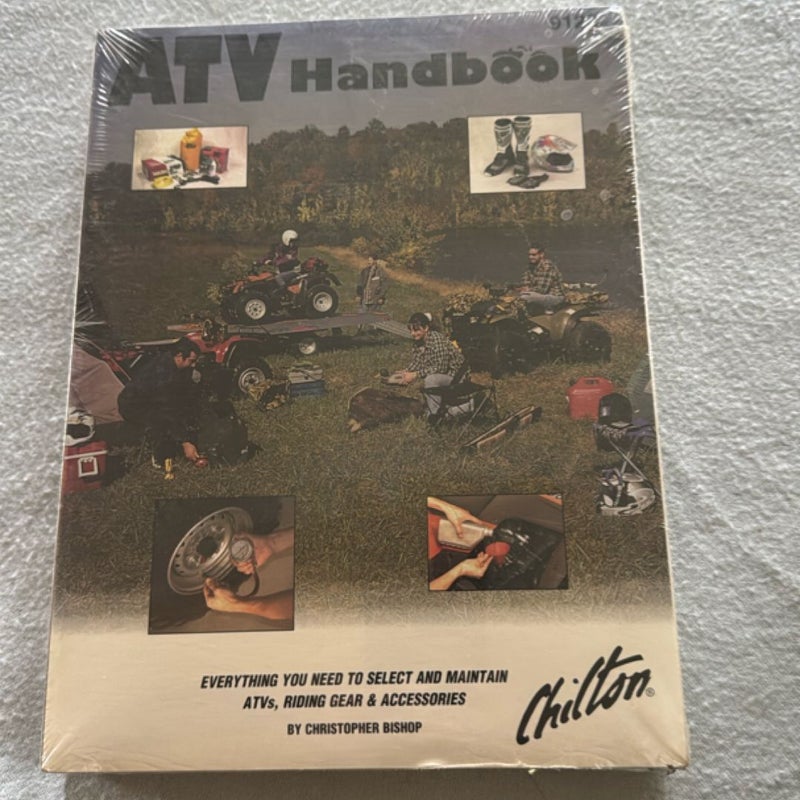 ATV Handbook
EVERYTHING YOU NEED TO SELECT AND MAINTAIN
ATVs, RIDING GEAR & ACCESSORIES
BY CHRISTOPHER BISHOP
Chilton®